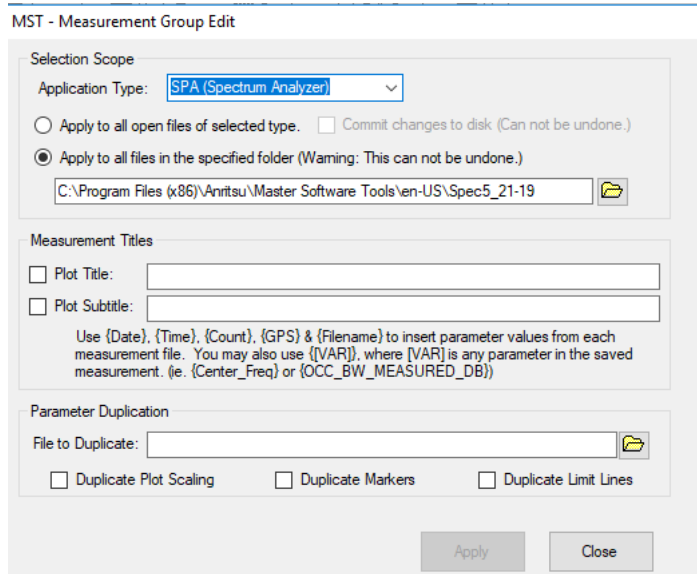 MST - Measurement Group Edit
Selection Scope
Application Type: SPA (Spectrum Analyzer)
Apply to all open files of selected type. Commit changes to disk (Can not be undone.)
Apply to all files in the specified folder (Warning: This can not be undone.)
C:\Program Files (x86)\Anritsu\Master Software Tools\en-US\Spec5_21-19
Measurement Titles
Plot Title:
Plot Subtitle:
Use {Date}, {Time}, {Count}, {GPS} & {Filename} to insert parameter values from each
measurement file. You may also use {[VAR]}, where [VAR] is any parameter in the saved
measurement. (ie. {Center_Freq} or {OCC_BW_MEASURED_DB})
Parameter Duplication
File to Duplicate:
Duplicate Plot Scaling Duplicate Markers Duplicate Limit Lines
Apply Close